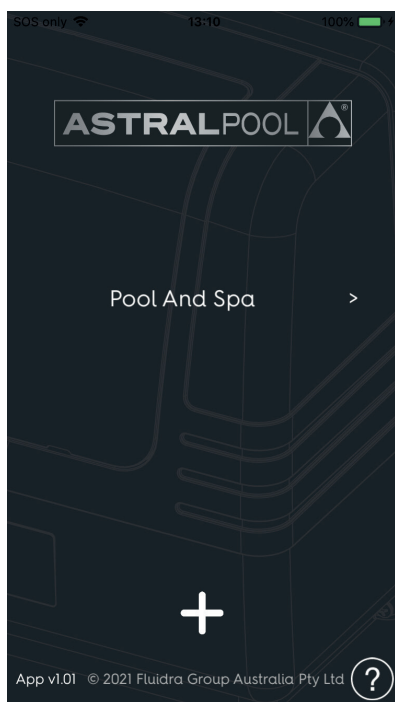 SOS only 13:10 100%
ASTRALPOOL ®
Pool And Spa >
+
App v1.01 © 2021 Fluidra Group Australia Pty Ltd ?